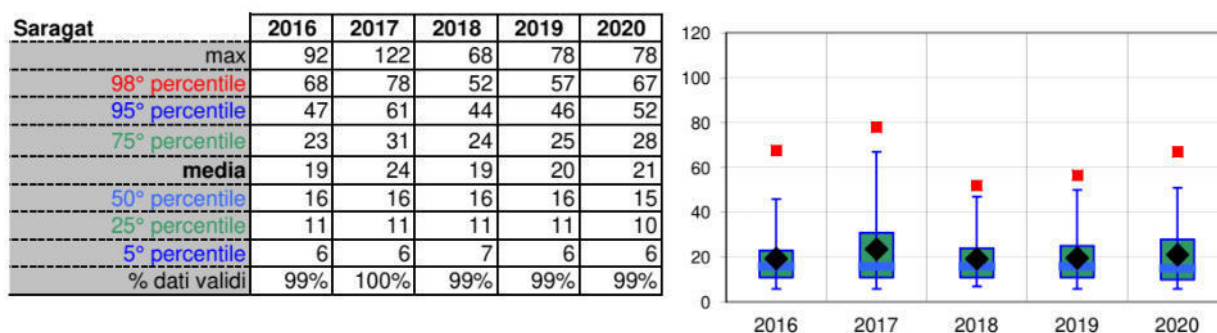 Saragat 2016 2017 2018 2019 2020
max 92 122 68 78 78
98° percentile 68 78 52 57 67
95° percentile 47 61 44 46 52
75° percentile 23 31 24 25 28
media 19 24 19 20 21
50° percentile 16 16 16 16 15
25° percentile 11 11 11 11 10
5° percentile 6 6 7 6 6
% dati validi 99% 100% 99% 99% 99%
120
100
80
60
40
20
0
2016 2017 2018 2019 2020